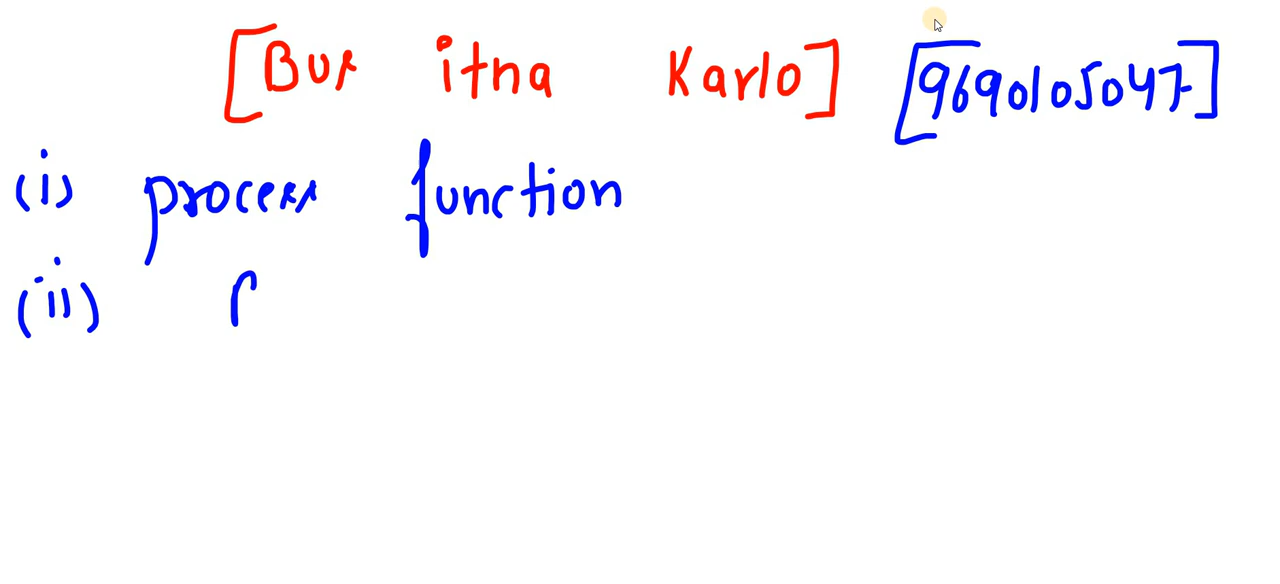 [Bus itna Karlo] [9690105047]
(i) process function
(ii) r